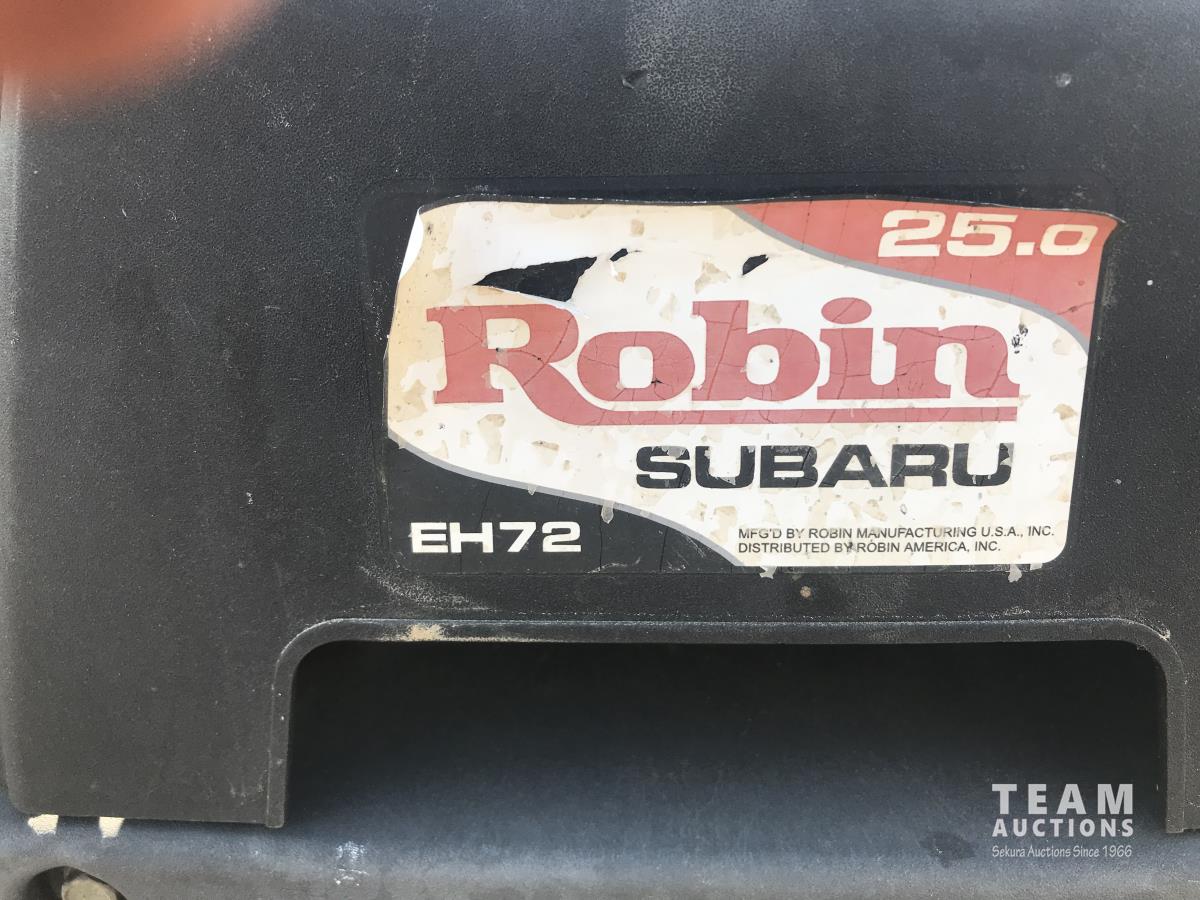 25.0
Robin
SUBARU
EH72
MFG'D BY ROBIN MANUFACTURING U.S.A., INC.
DISTRIBUTED BY ROBIN AMERICA, INC.
TEAM
AUCTIONS
Sekura Auctions Since 1966